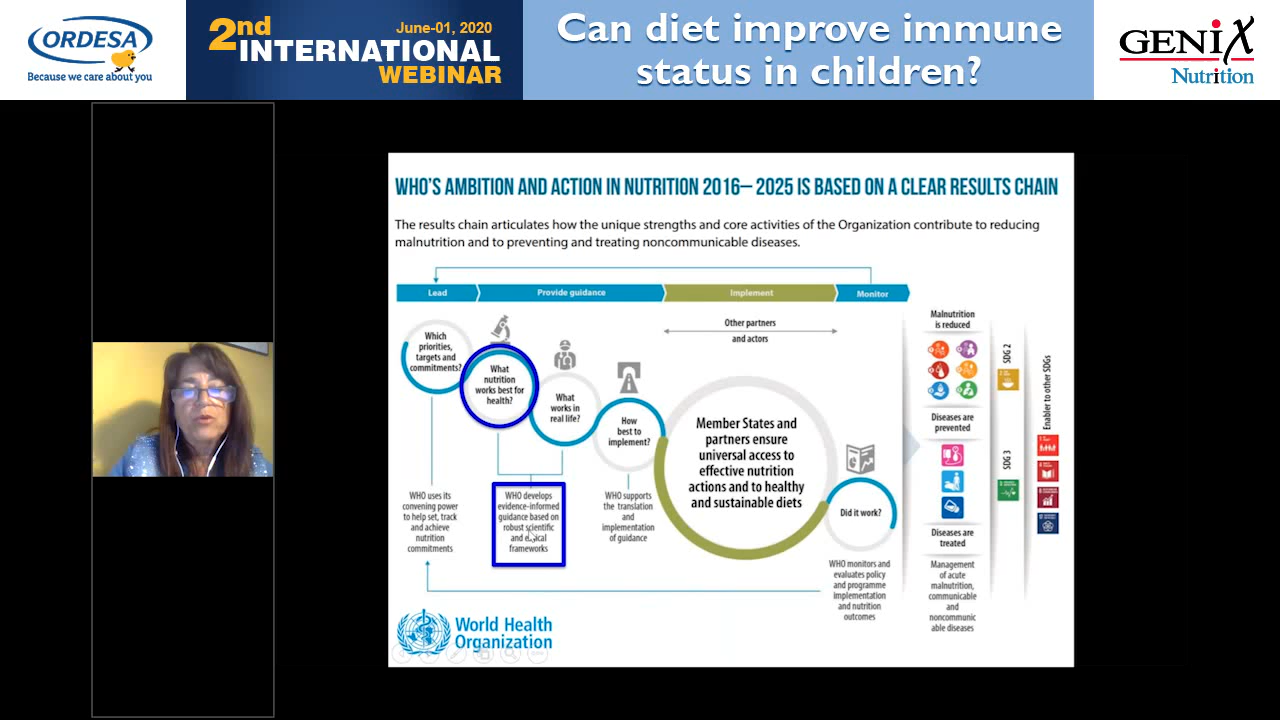 ORDESA
Because we care about you
2nd
June-01, 2020
INTERNATIONAL
WEBINAR
Can diet improve immune
status in children?
GENiX
Nutrition
WHO'S AMBITION AND ACTION IN NUTRITION 2016– 2025 IS BASED ON A CLEAR RESULTS CHAIN
The results chain articulates how the unique strengths and core activities of the Organization contribute to reducing
malnutrition and to preventing and treating noncommunicable diseases.
Lead
Provide guidance
Implement
Monitor
Other partners
and actors
Which
priorities,
targets and
commitments?
What
nutrition
works best for
health?
What
works in
real life?
How
best to
implement?
Member States and
partners ensure
universal access to
effective nutrition
actions and to healthy
and sustainable diets
Did it work?
WHO uses its
convening power
to help set, track
and achieve
nutrition
commitments
WHO develops
evidence-informed
guidance based on
robust scientific
and ethical
frameworks
WHO supports
the translation
and
implementation
of guidance
WHO monitors and
evaluates policy
and programme
implementation
and nutrition
outcomes
Malnutrition
is reduced
Diseases are
prevented
Diseases are
treated
Management
of acute
malnutrition,
communicable
and
noncommunic
able diseases
SDG 2
SDG 3
Enabler to other SDGs
World Health
Organization